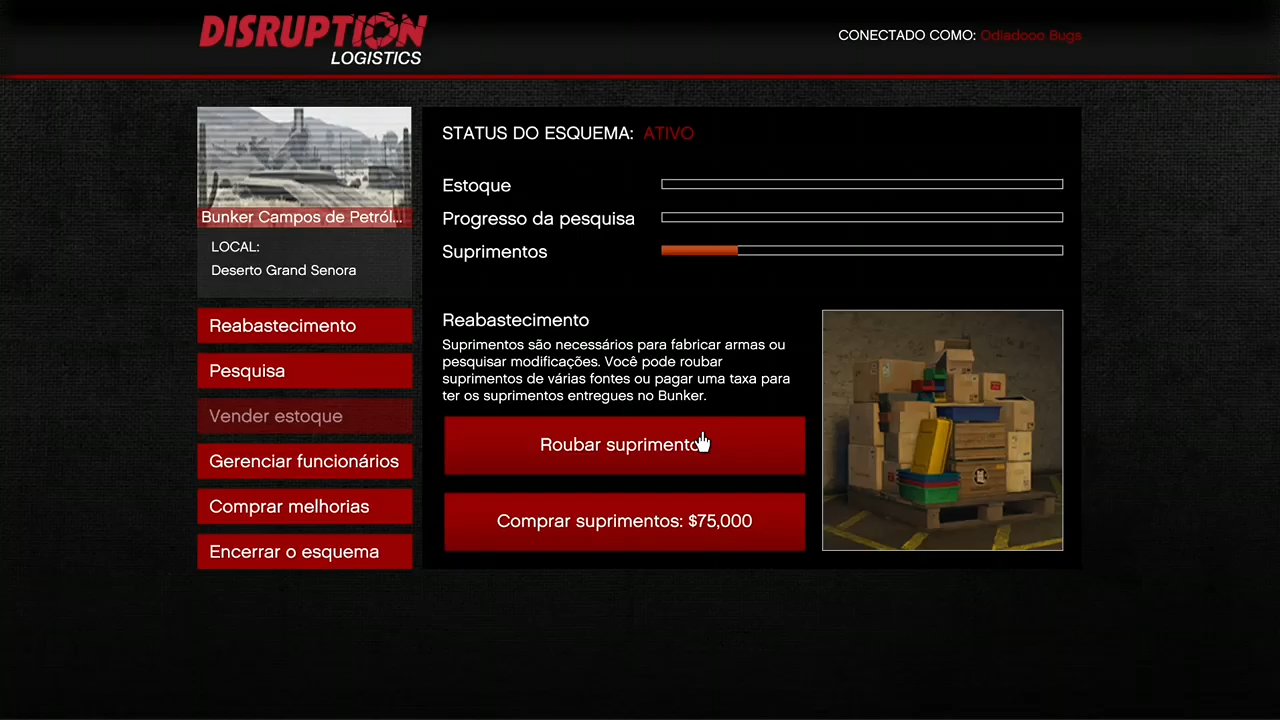 DISRUPTION
LOGISTICS
CONECTADO COMO: Odiadooo Bugs
Bunker Campos de Petról...
LOCAL:
Deserto Grand Senora
Reabastecimento
Pesquisa
Vender estoque
Gerenciar funcionários
Comprar melhorias
Encerrar o esquema
STATUS DO ESQUEMA: ATIVO
Estoque
Progresso da pesquisa
Suprimentos
Reabastecimento
Suprimentos são necessários para fabricar armas ou
pesquisar modificações. Você pode roubar
suprimentos de várias fontes ou pagar uma taxa para
ter os suprimentos entregues no Bunker.
Roubar suprimento
Comprar suprimentos: $75,000